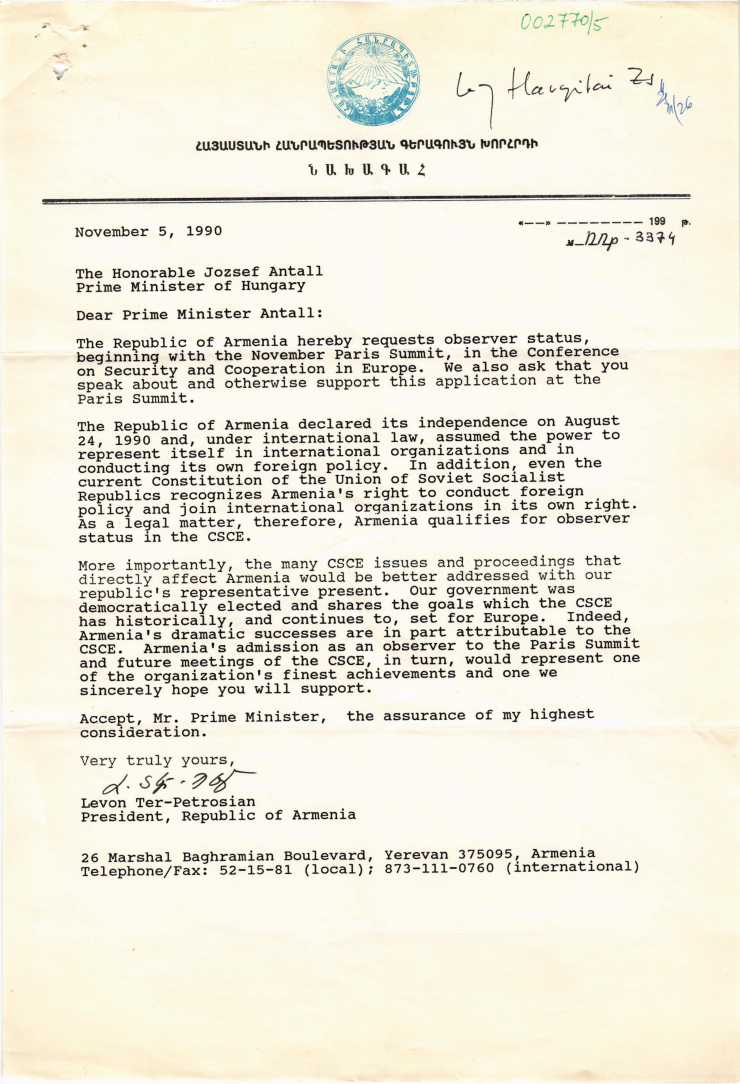 002770/5
Hargitai Zs
ՀԱՅԱՍՏԱՆԻ ՀԱՆՐԱՊԵՏՈՒԹՅԱՆ ԳԵՐԱԳՈՒՅՆ ԽՈՐՀՐԴԻ
ՆԱԽԱԳԱՀ
«——» ————————— 199 թ.
November 5, 1990
№ ՈՂՐ - 3374
The Honorable Jozsef Antall
Prime Minister of Hungary
Dear Prime Minister Antall:
The Republic of Armenia hereby requests observer status,
beginning with the November Paris Summit, in the Conference
on Security and Cooperation in Europe.  We also ask that you
speak about and otherwise support this application at the
Paris Summit.
The Republic of Armenia declared its independence on August
24, 1990 and, under international law, assumed the power to
represent itself in international organizations and in
conducting its own foreign policy.  In addition, even the
current Constitution of the Union of Soviet Socialist
Republics recognizes Armenia's right to conduct foreign
policy and join international organizations in its own right.
As a legal matter, therefore, Armenia qualifies for observer
status in the CSCE.
More importantly, the many CSCE issues and proceedings that
directly affect Armenia would be better addressed with our
republic's representative present.  Our government was
democratically elected and shares the goals which the CSCE
has historically, and continues to, set for Europe.  Indeed,
Armenia's dramatic successes are in part attributable to the
CSCE.  Armenia's admission as an observer to the Paris Summit
and future meetings of the CSCE, in turn, would represent one
of the organization's finest achievements and one we
sincerely hope you will support.
Accept, Mr. Prime Minister,  the assurance of my highest
consideration.
Very truly yours,
Levon Ter-Petrosian
President, Republic of Armenia
26 Marshal Baghramian Boulevard, Yerevan 375095, Armenia
Telephone/Fax: 52-15-81 (local); 873-111-0760 (international)